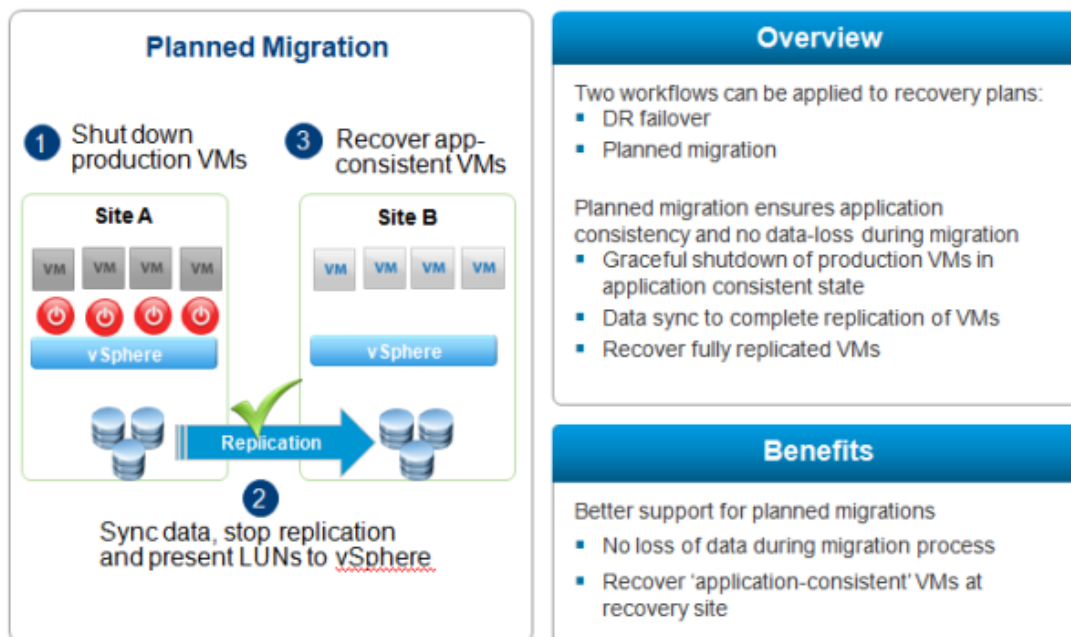 Planned Migration
1 Shut down
production VMs
3 Recover app-
consistent VMs
Site A
VM VM VM VM
vSphere
Site B
VM VM VM VM
vSphere
Replication
2
Sync data, stop replication
and present LUNs to vSphere
Overview
Two workflows can be applied to recovery plans:
▪ DR failover
▪ Planned migration
Planned migration ensures application
consistency and no data-loss during migration
▪ Graceful shutdown of production VMs in
application consistent state
▪ Data sync to complete replication of VMs
▪ Recover fully replicated VMs
Benefits
Better support for planned migrations
▪ No loss of data during migration process
▪ Recover ‘application-consistent’ VMs at
recovery site